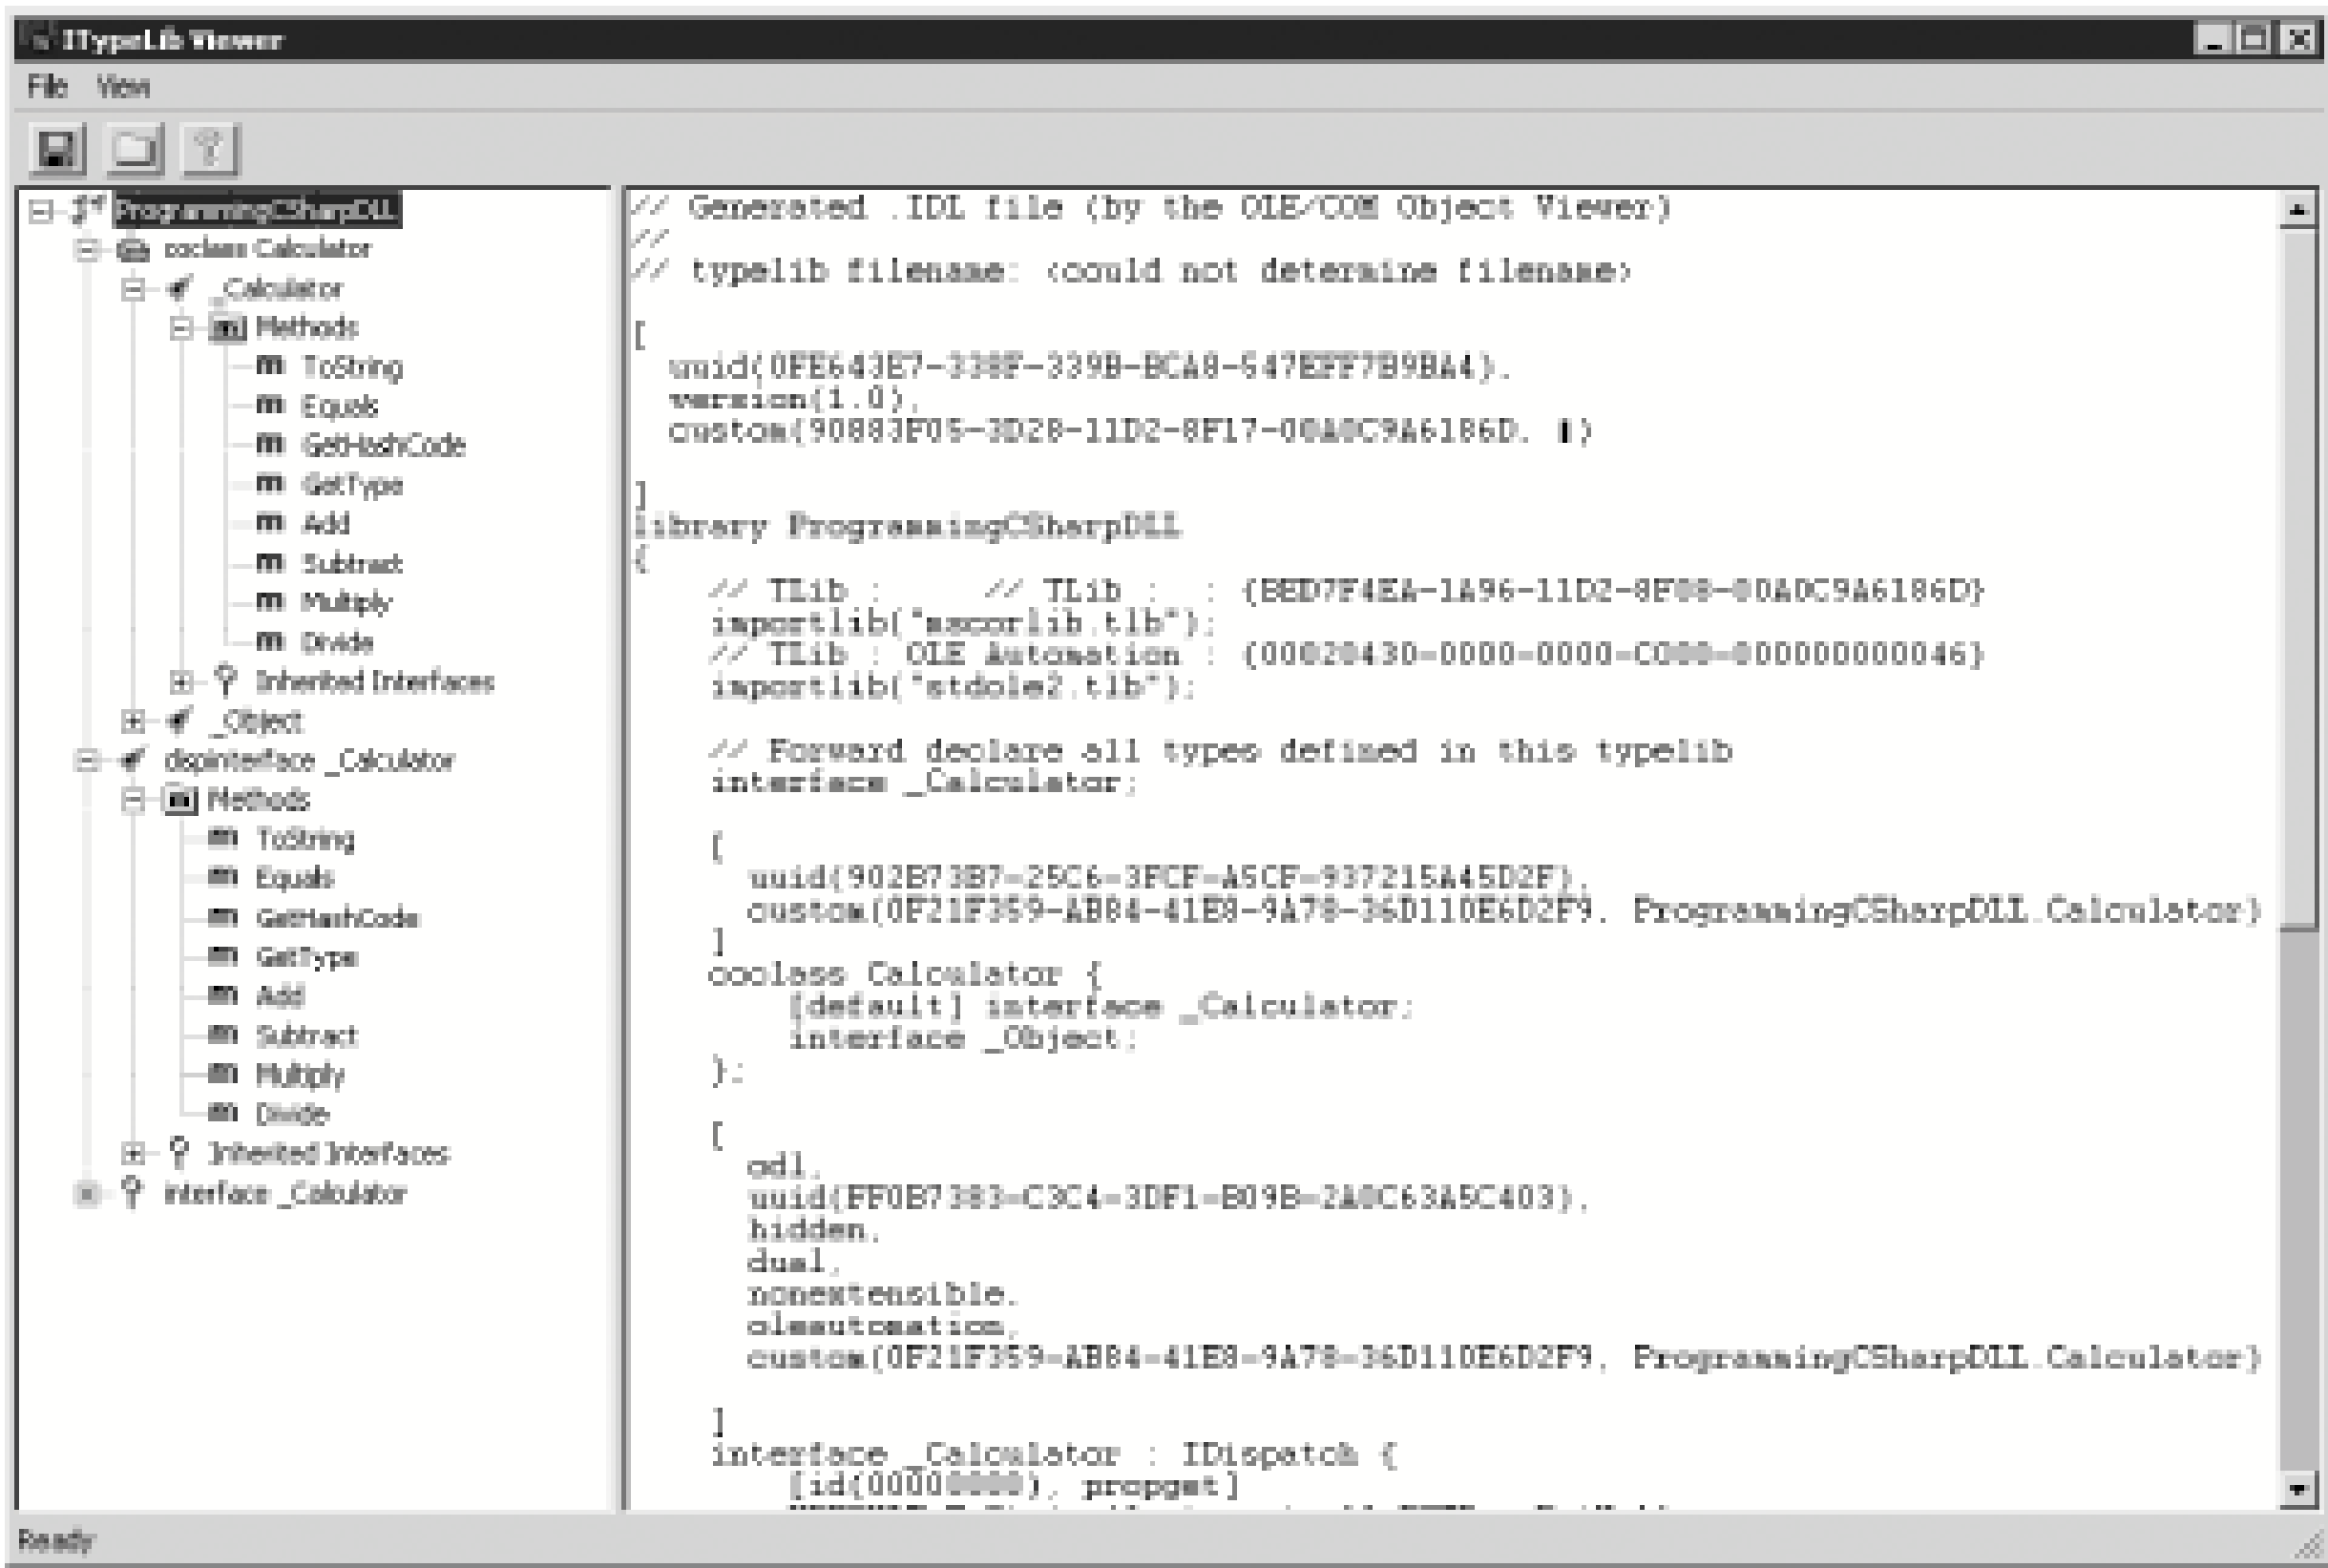 ITypeLib Viewer
File View
ProgrammingCSharpDLL
coclass Calculator
_Calculator
Methods
ToString
Equals
GetHashCode
GetType
Add
Subtract
Multiply
Divide
Inherited Interfaces
_Object
dispinterface _Calculator
Methods
ToString
Equals
GetHashCode
GetType
Add
Subtract
Multiply
Divide
Inherited Interfaces
interface _Calculator
// Generated .IDL file (by the OLE/COM Object Viewer)
//
// typelib filename: <could not determine filename>
[
uuid(0FE643E7-338F-339B-BCA8-547EFF7B9BA4),
version(1.0),
custom(90883F05-3D28-11D2-8F17-00A0C9A6186D, )
]
library ProgrammingCSharpDLL
{
// TLib : // TLib : : {BED7F4EA-1A96-11D2-8F08-00A0C9A6186D}
importlib("mscorlib.tlb");
// TLib : OLE Automation : {00020430-0000-0000-C000-000000000046}
importlib("stdole2.tlb");
// Forward declare all types defined in this typelib
interface _Calculator;
[
uuid(902B73B7-25C6-3FCF-A5CF-937215A45D2F),
custom(0F21F359-AB84-41E8-9A78-36D110E6D2F9, ProgrammingCSharpDLL.Calculator)
]
coclass Calculator {
[default] interface _Calculator;
interface _Object;
};
[
odl,
uuid(FF0B7383-C3C4-3DF1-B09B-2A0C63A5C403),
hidden,
dual,
nonextensible,
oleautomation,
custom(0F21F359-AB84-41E8-9A78-36D110E6D2F9, ProgrammingCSharpDLL.Calculator)
]
interface _Calculator : IDispatch {
[id(00000000), propget]
Ready